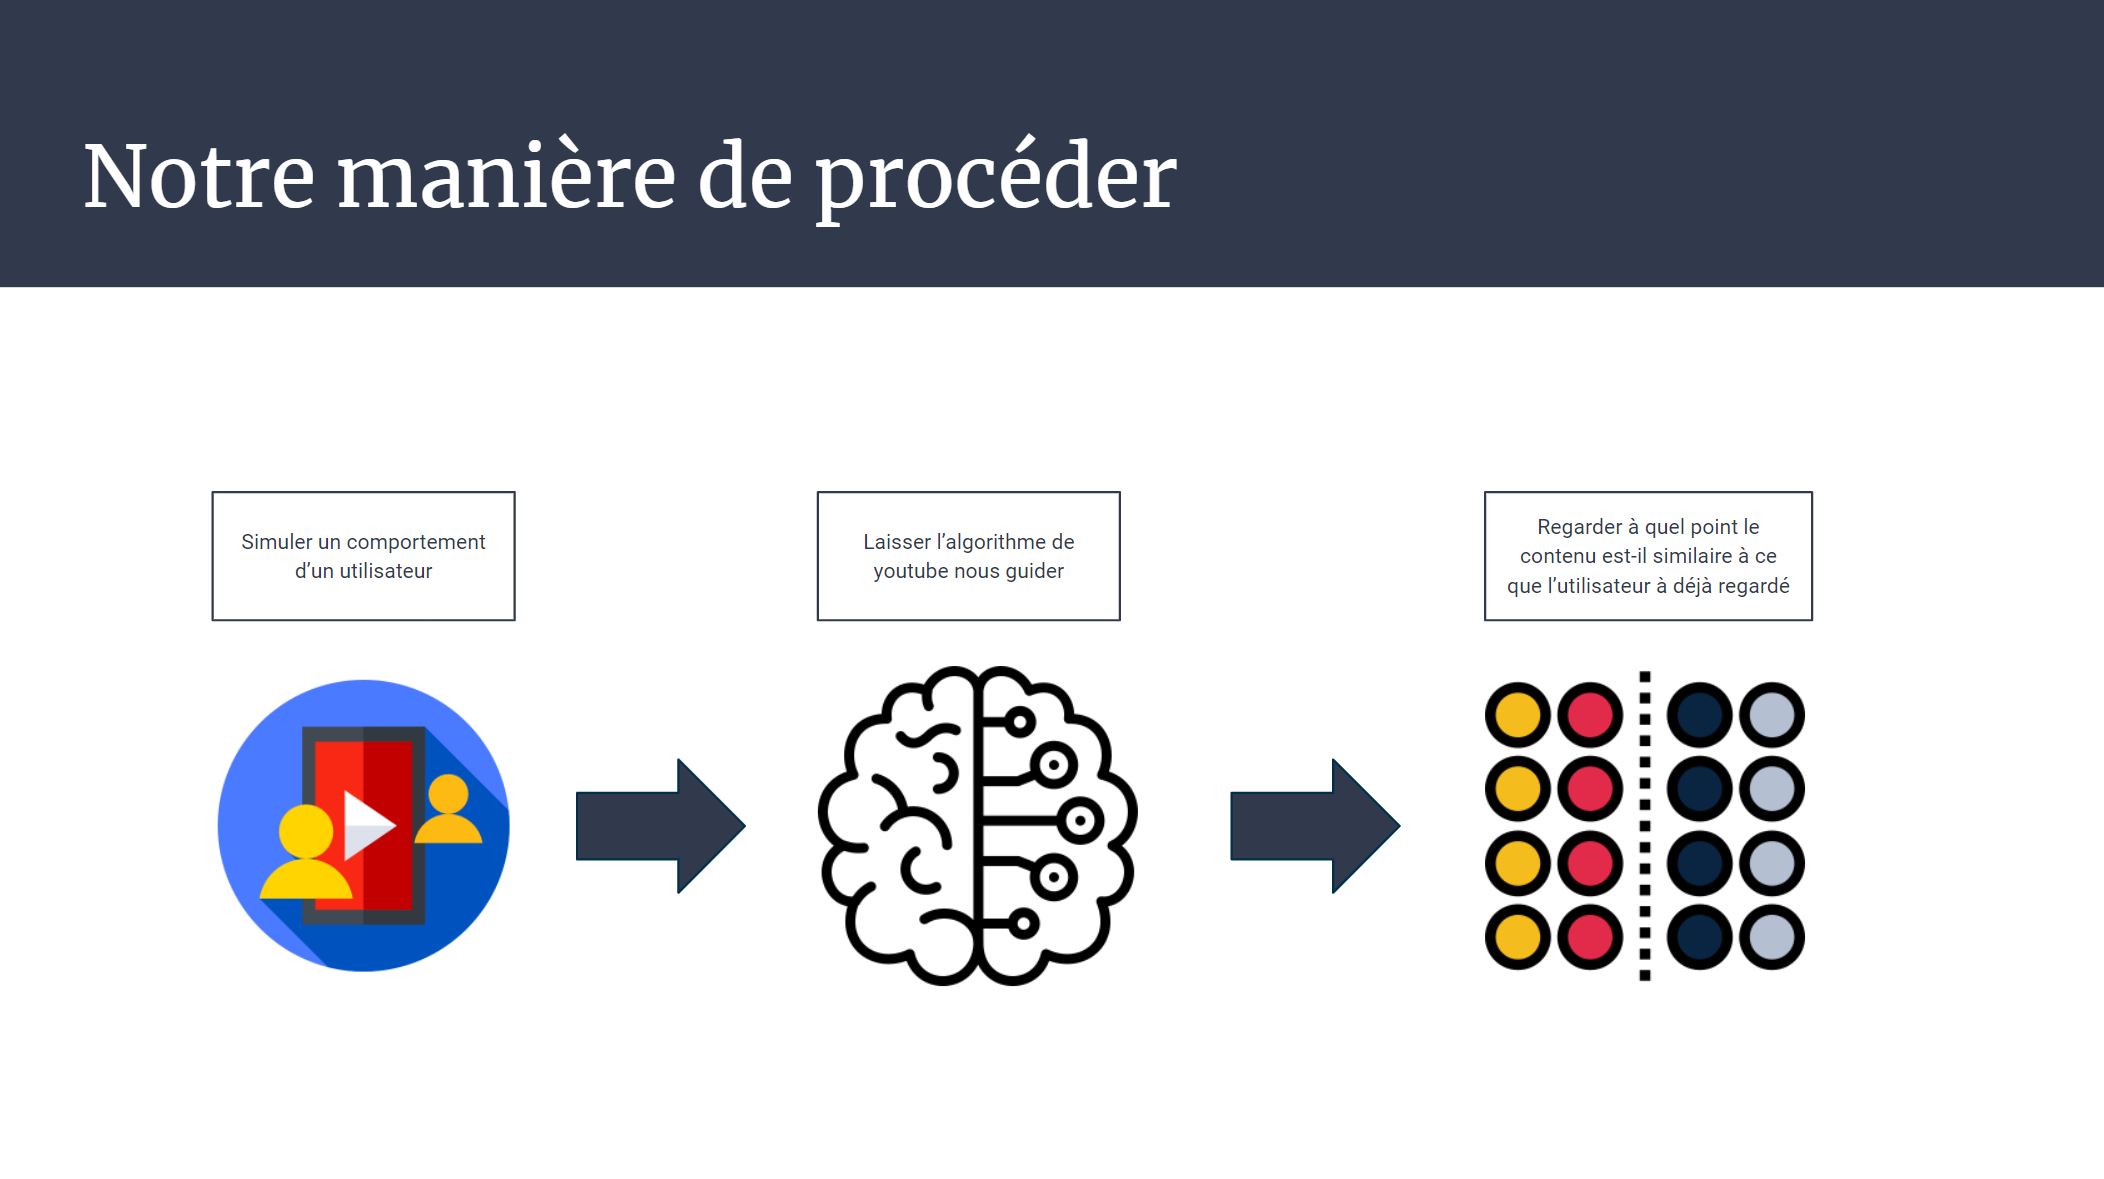 Notre manière de procéder
Simuler un comportement
d’un utilisateur
Laisser l’algorithme de
youtube nous guider
Regarder à quel point le
contenu est-il similaire à ce
que l’utilisateur à déjà regardé